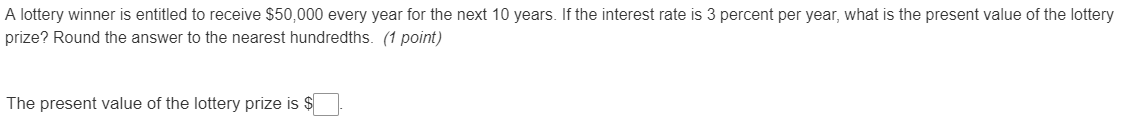 A lottery winner is entitled to receive $50,000 every year for the next 10 years. If the interest rate is 3 percent per year, what is the present value of the lottery
prize? Round the answer to the nearest hundredths. (1 point)
The present value of the lottery prize is $ .